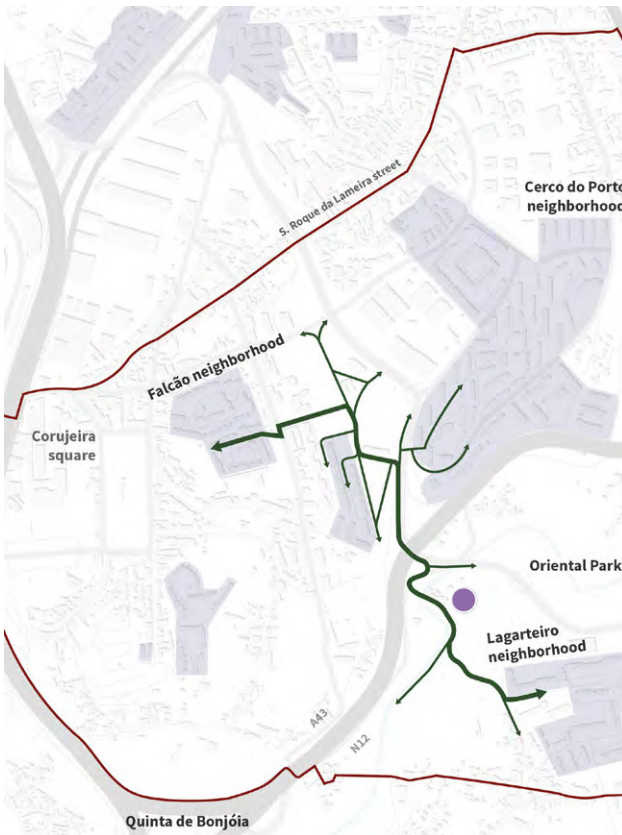 S. Roque da Lameira street
Cerco do Porto
neighborhood
Falcão neighborhood
Corujeira
square
Oriental Park
Lagarteiro
neighborhood
A43
N12
Quinta de Bonjóia